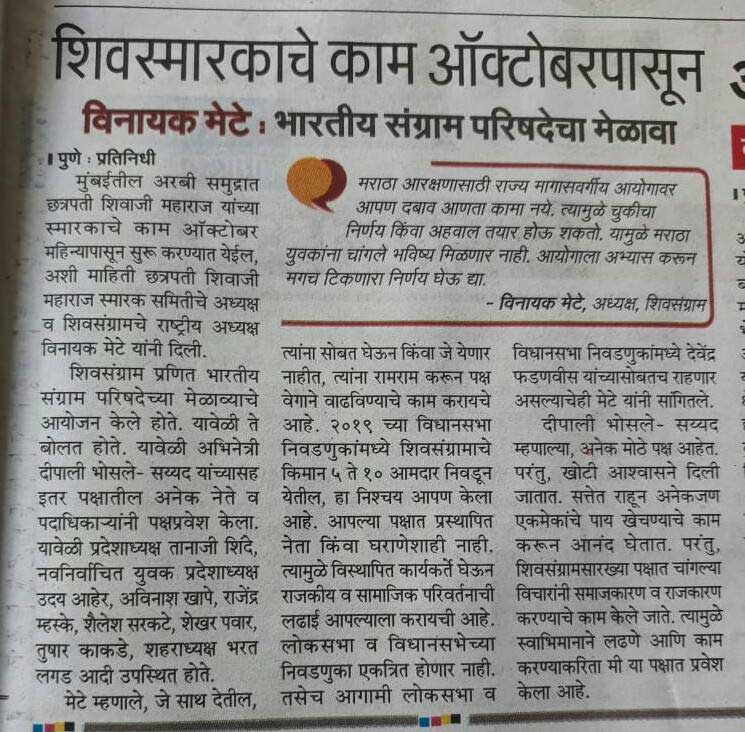 शिवस्मारकाचे काम ऑक्टोबरपासून
विनायक मेटे : भारतीय संग्राम परिषदेचा मेळावा
पुणे : प्रतिनिधी
मुंबईतील अरबी समुद्रात
छत्रपती शिवाजी महाराज यांच्या
स्मारकाचे काम ऑक्टोबर
महिन्यापासून सुरू करण्यात येईल,
अशी माहिती छत्रपती शिवाजी
महाराज स्मारक समितीचे अध्यक्ष
व शिवसंग्रामचे राष्ट्रीय अध्यक्ष
विनायक मेटे यांनी दिली.
शिवसंग्राम प्रणित भारतीय
संग्राम परिषदेच्या मेळाव्याचे
आयोजन केले होते. यावेळी ते
बोलत होते. यावेळी अभिनेत्री
दीपाली भोसले- सय्यद यांच्यासह
इतर पक्षातील अनेक नेते व
पदाधिकाऱ्यांनी पक्षप्रवेश केला.
यावेळी प्रदेशाध्यक्ष तानाजी शिंदे,
नवनिर्वाचित युवक प्रदेशाध्यक्ष
उदय आहेर, अविनाश खापे, राजेंद्र
म्हस्के, शैलेश सरकटे, शेखर पवार,
तुषार काकडे, शहराध्यक्ष भरत
लगड आदी उपस्थित होते.
मेटे म्हणाले, जे साथ देतील,
मराठा आरक्षणासाठी राज्य मागासवर्गीय आयोगावर
आपण दबाव आणता कामा नये. त्यामुळे चुकीचा
निर्णय किंवा अहवाल तयार होऊ शकतो. यामुळे मराठा
युवकांना चांगले भविष्य मिळणार नाही. आयोगाला अभ्यास करून
मगच टिकणारा निर्णय घेऊ द्या.
- विनायक मेटे, अध्यक्ष, शिवसंग्राम
त्यांना सोबत घेऊन किंवा जे येणार
नाहीत, त्यांना रामराम करून पक्ष
वेगाने वाढविण्याचे काम करायचे
आहे. २०१९ च्या विधानसभा
निवडणुकांमध्ये शिवसंग्रामाचे
किमान ५ ते १० आमदार निवडून
येतील, हा निश्चय आपण केला
आहे. आपल्या पक्षात प्रस्थापित
नेता किंवा घराणेशाही नाही.
त्यामुळे विस्थापित कार्यकर्ते घेऊन
राजकीय व सामाजिक परिवर्तनाची
लढाई आपल्याला करायची आहे.
लोकसभा व विधानसभेच्या
निवडणुका एकत्रित होणार नाही.
तसेच आगामी लोकसभा व
विधानसभा निवडणुकांमध्ये देवेंद्र
फडणवीस यांच्यासोबतच राहणार
असल्याचेही मेटे यांनी सांगितले.
दीपाली भोसले- सय्यद
म्हणाल्या, अनेक मोठे पक्ष आहेत.
परंतु, खोटी आश्वासने दिली
जातात. सत्तेत राहून अनेकजण
एकमेकांचे पाय खेचण्याचे काम
करून आनंद घेतात. परंतु,
शिवसंग्रामसारख्या पक्षात चांगल्या
विचारांनी समाजकारण व राजकारण
करण्याचे काम केले जाते. त्यामुळे
स्वाभिमानाने लढणे आणि काम
करण्याकरिता मी या पक्षात प्रवेश
केला आहे.